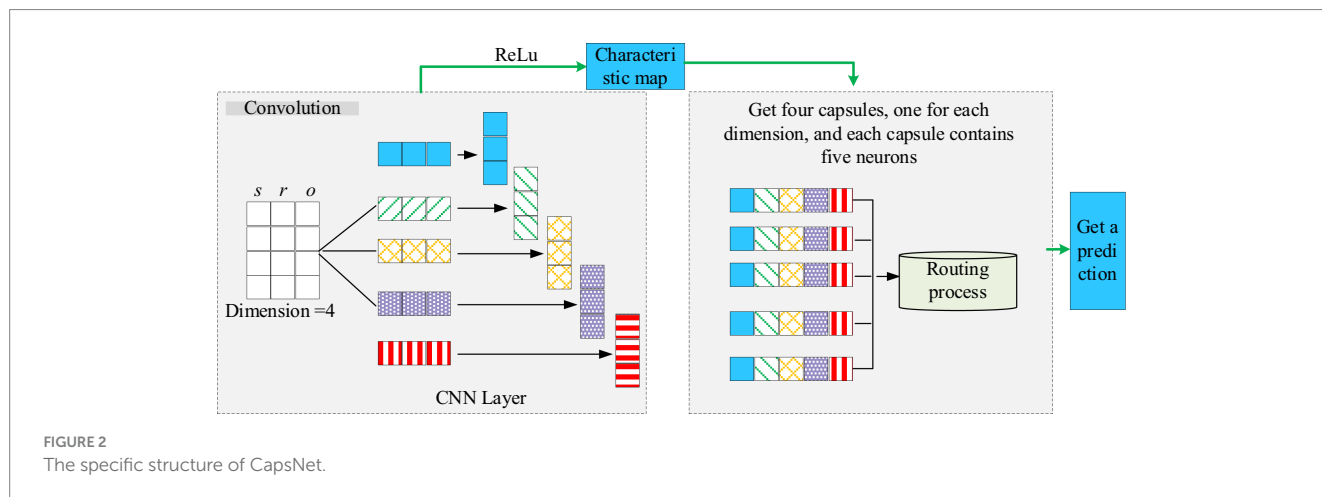 ReLu
Characteri
stic map
Convolution
s r o
Dimension =4
CNN Layer
Get four capsules, one for each
dimension, and each capsule contains
five neurons
Routing
process
Get a
predi
ction
FIGURE 2
The specific structure of CapsNet.